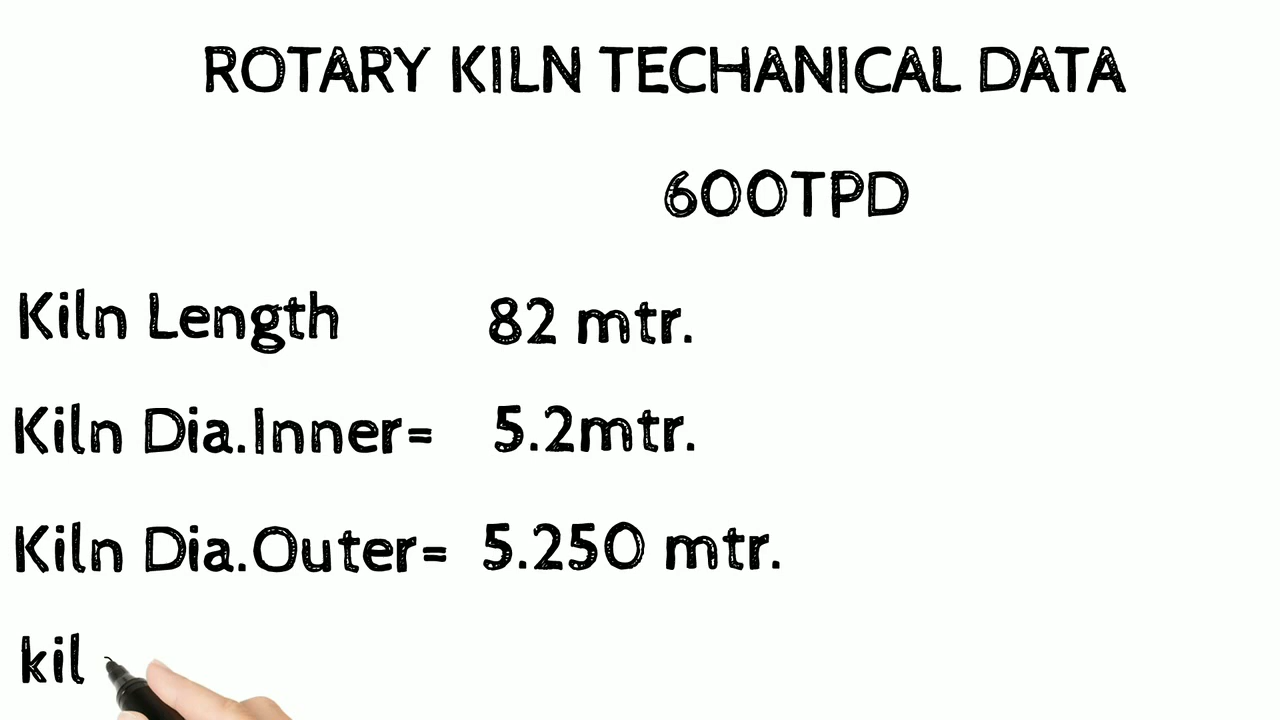 ROTARY KILN TECHANICAL DATA
600TPD
Kiln Length 82 mtr.
Kiln Dia.Inner= 5.2mtr.
Kiln Dia.Outer= 5.250 mtr.
kil